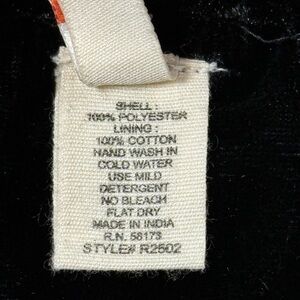 SHELL :
100% POLYESTER
LINING :
100% COTTON
HAND WASH IN
COLD WATER
USE MILD
DETERGENT
NO BLEACH
FLAT DRY
MADE IN INDIA
R.N. 58173
STYLE# R2502